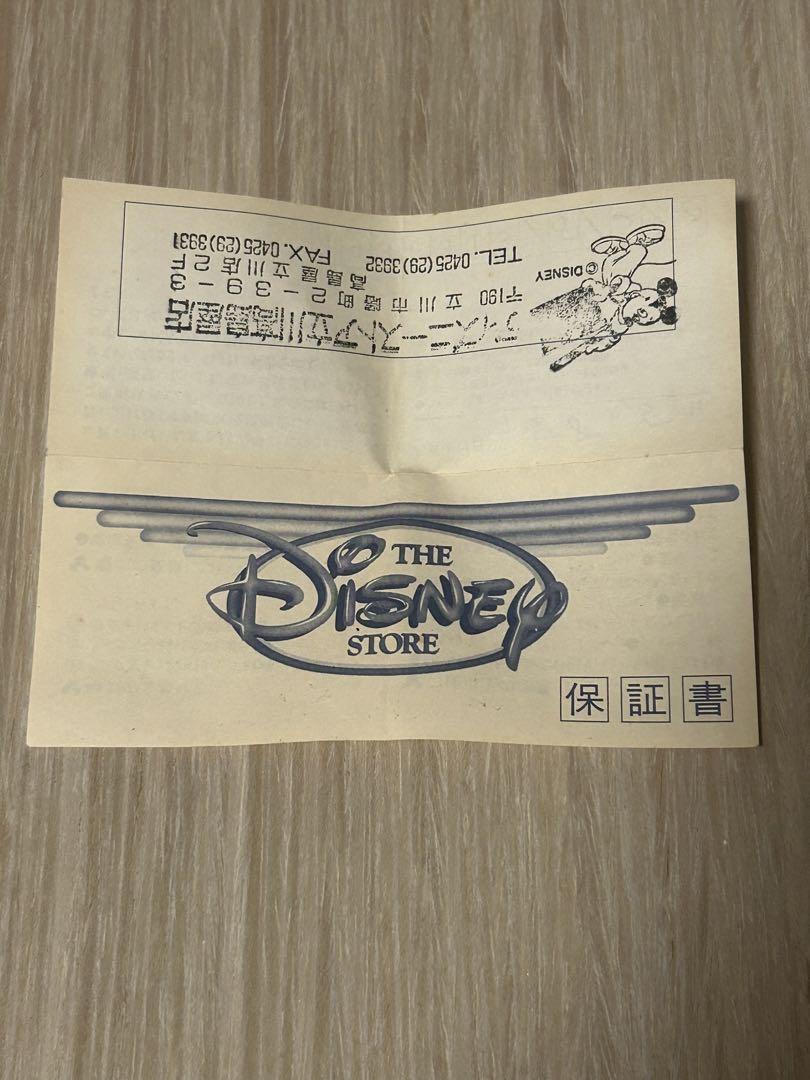 ディズニーストア立川高島屋店
〒190 立川市曙町2-39-3
高島屋立川店2F
TEL. 0425(29)3932 FAX. 0425(29)3931
© DISNEY
THE
DISNEY
STORE
保証書